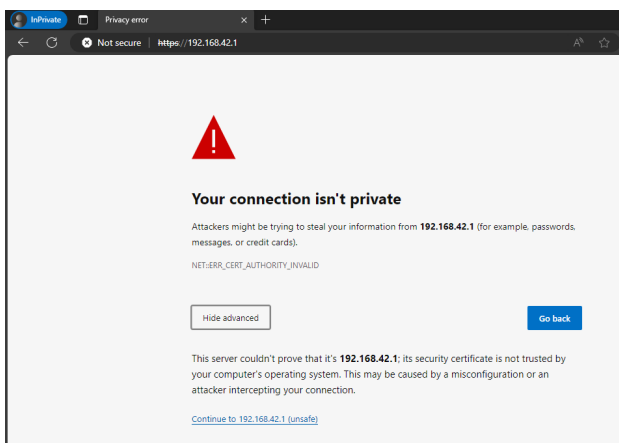 InPrivate
Privacy error
Not secure
https://192.168.42.1
Your connection isn't private
Attackers might be trying to steal your information from 192.168.42.1 (for example, passwords,
messages, or credit cards).
NET::ERR_CERT_AUTHORITY_INVALID
Hide advanced
Go back
This server couldn't prove that it's 192.168.42.1; its security certificate is not trusted by
your computer's operating system. This may be caused by a misconfiguration or an
attacker intercepting your connection.
Continue to 192.168.42.1 (unsafe)